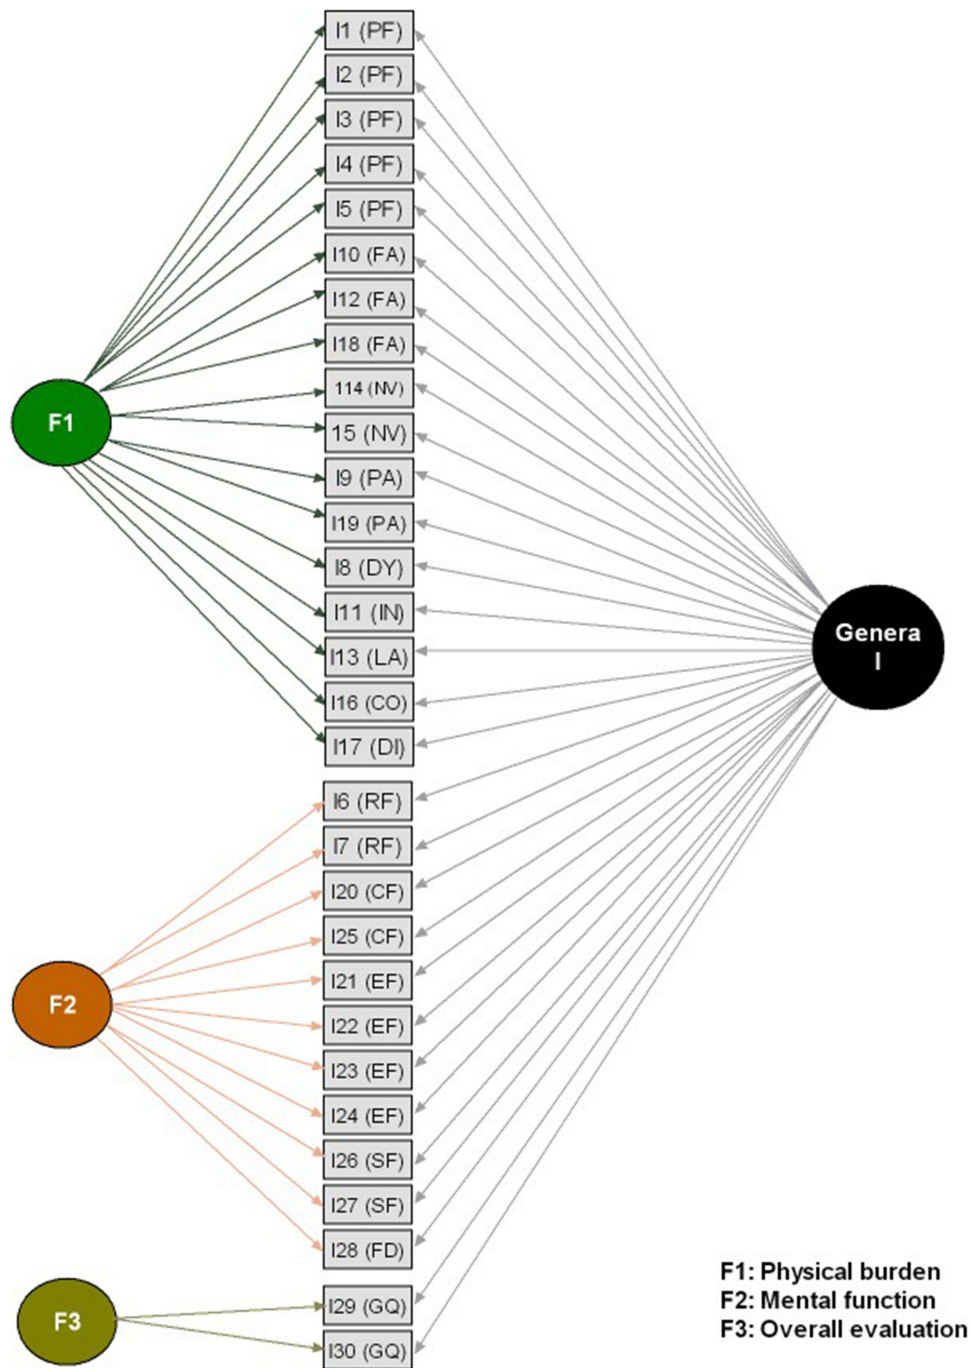 I1 (PF)
I2 (PF)
I3 (PF)
I4 (PF)
I5 (PF)
I10 (FA)
I12 (FA)
I18 (FA)
114 (NV)
15 (NV)
I9 (PA)
I19 (PA)
I8 (DY)
I11 (IN)
I13 (LA)
I16 (CO)
I17 (DI)
I6 (RF)
I7 (RF)
I20 (CF)
I25 (CF)
I21 (EF)
I22 (EF)
I23 (EF)
I24 (EF)
I26 (SF)
I27 (SF)
I28 (FD)
I29 (GQ)
I30 (GQ)
F1
F2
F3
Genera
l
F1: Physical burden
F2: Mental function
F3: Overall evaluation